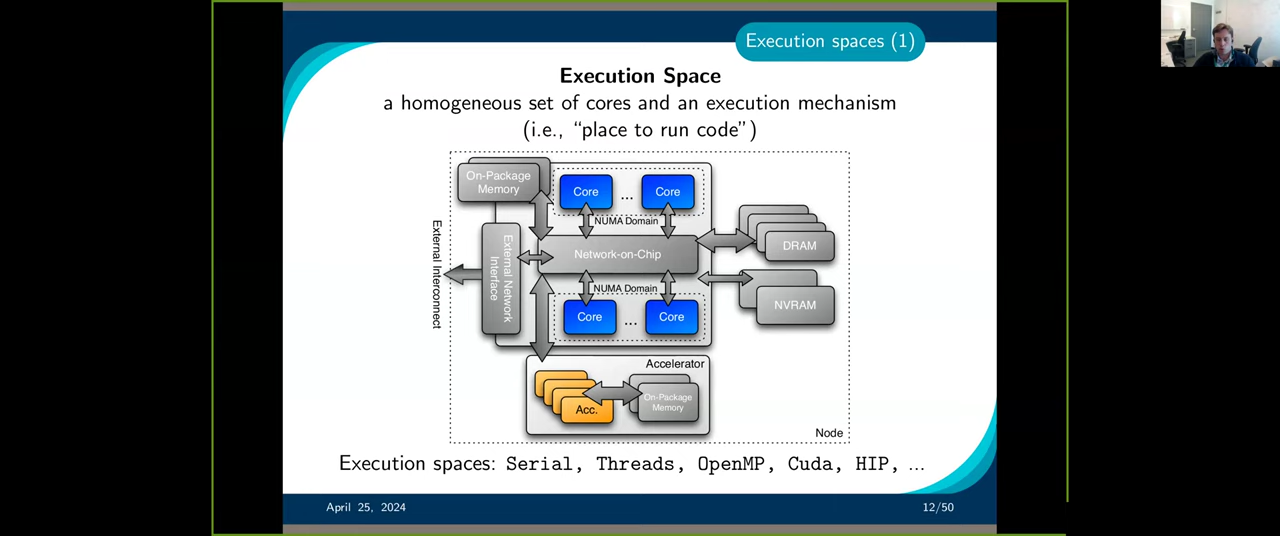 Execution spaces (1)
Execution Space
a homogeneous set of cores and an execution mechanism
(i.e., “place to run code”)
On-Package
Memory
Core
...
Core
NUMA Domain
External Interconnect
External Network
Interface
Network-on-Chip
DRAM
NUMA Domain
NVRAM
Core
...
Core
Accelerator
Acc.
On-Package
Memory
Node
Execution spaces: Serial, Threads, OpenMP, Cuda, HIP, ...
April 25, 2024
12/50